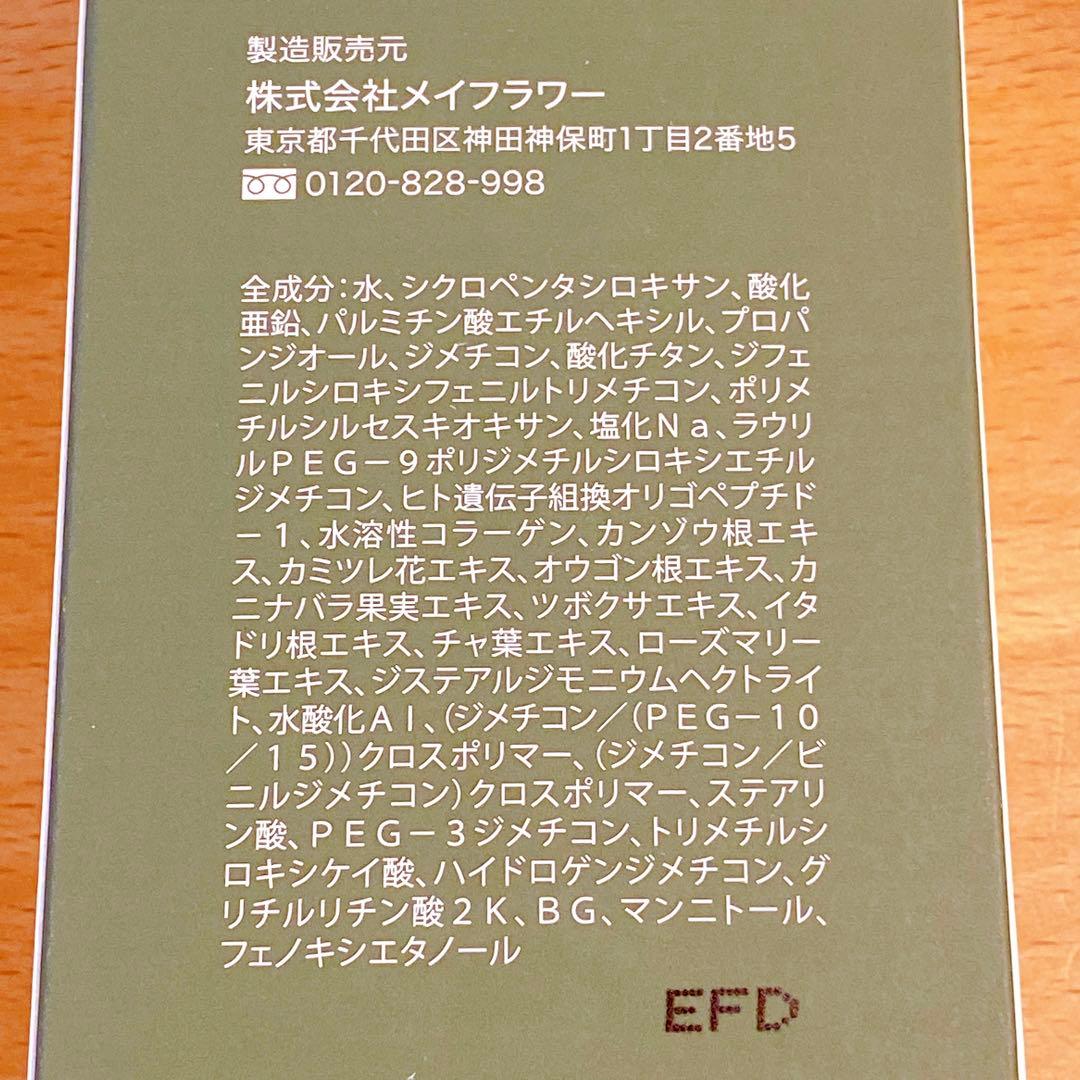 製造販売元
株式会社メイフラワー
東京都千代田区神田神保町1丁目2番地5
0120-828-998
全成分：水、シクロペンタシロキサン、酸化
亜鉛、パルミチン酸エチルヘキシル、プロパ
ンジオール、ジメチコン、酸化チタン、ジフェ
ニルシロキシフェニルトリメチコン、ポリメ
チルシルセスキオキサン、塩化Ｎａ、ラウリ
ルＰＥＧ－９ポリジメチルシロキシエチル
ジメチコン、ヒト遺伝子組換オリゴペプチド
－１、水溶性コラーゲン、カンゾウ根エキ
ス、カミツレ花エキス、オウゴン根エキス、カ
ニナバラ果実エキス、ツボクサエキス、イタ
ドリ根エキス、チャ葉エキス、ローズマリー
葉エキス、ジステアルジモニウムヘクトライ
ト、水酸化Ａｌ、（ジメチコン／（ＰＥＧ－１０
／１５））クロスポリマー、（ジメチコン／ビ
ニルジメチコン）クロスポリマー、ステアリ
ン酸、ＰＥＧ－３ジメチコン、トリメチルシ
ロキシケイ酸、ハイドロゲンジメチコン、グ
リチルリチン酸２Ｋ、ＢＧ、マンニトール、
フェノキシエタノール
EFD